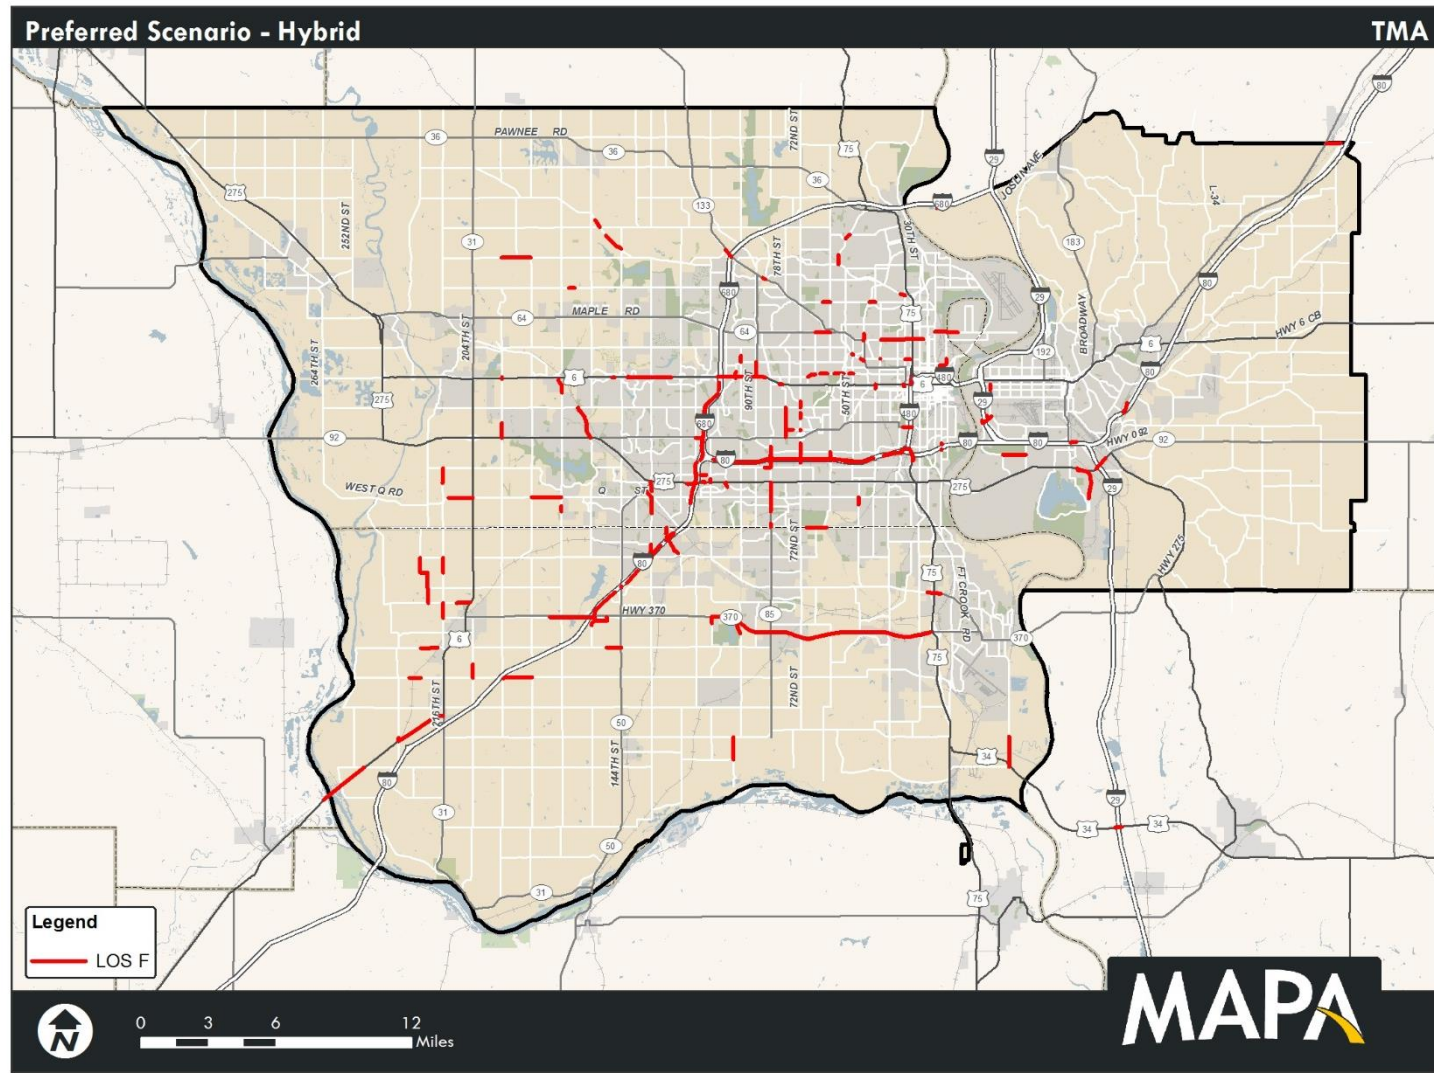 Preferred Scenario - Hybrid
TMA
80
36
PAWNEE RD
72ND ST
75
29
JOSLIN AVE
36
36
275
680
L-34
252ND ST
133
30TH ST
31
78TH ST
183
680
29
80
264TH ST
204TH ST
64
MAPLE RD
64
75
BROADWAY
HWY 6 CB
192
6
6
90TH ST
50TH ST
6
480
80
275
29
680
480
92
80
80
HWY 092
92
80
275
WEST Q RD
Q ST
275
29
72ND ST
80
75
FT CROOK RD
HWY 275
HWY 370
370
85
6
370
75
216TH ST
72ND ST
50
144TH ST
34
80
29
31
34
34
50
31
75
Legend
LOS F
N
0 3 6 12
Miles
MAPA